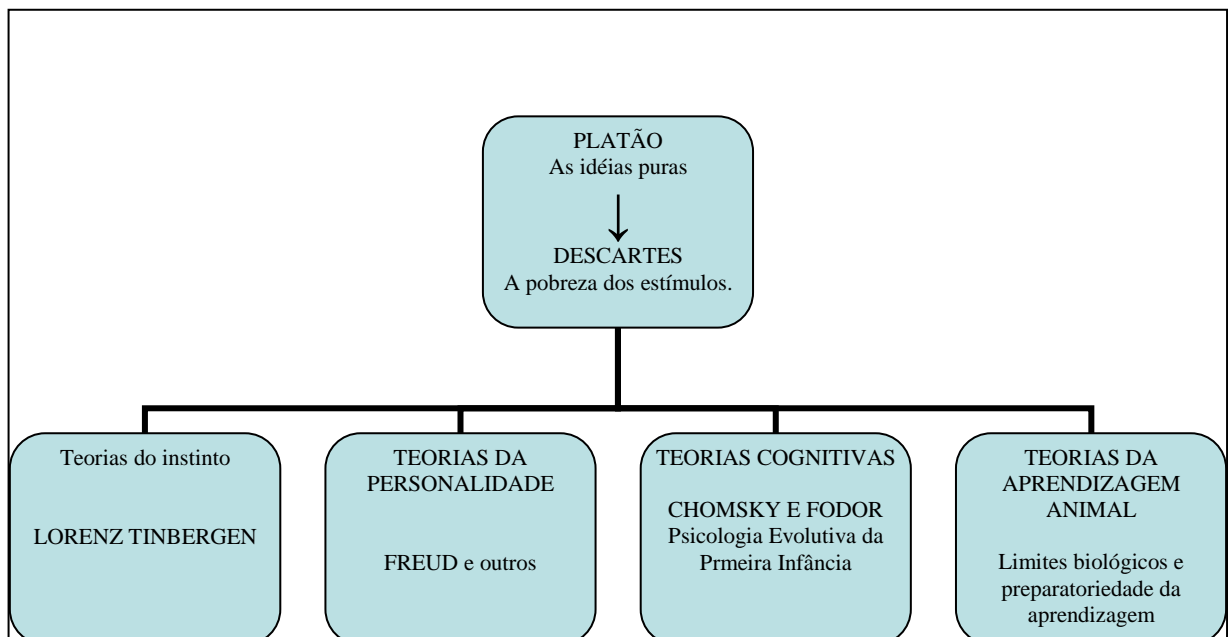 PLATÃO
As idéias puras
DESCARTES
A pobreza dos estímulos.
Teorias do instinto
LORENZ TINBERGEN
TEORIAS DA
PERSONALIDADE
FREUD e outros
TEORIAS COGNITIVAS
CHOMSKY E FODOR
Psicologia Evolutiva da
Prmeira Infância
TEORIAS DA
APRENDIZAGEM
ANIMAL
Limites biológicos e
preparatoriedade da
aprendizagem